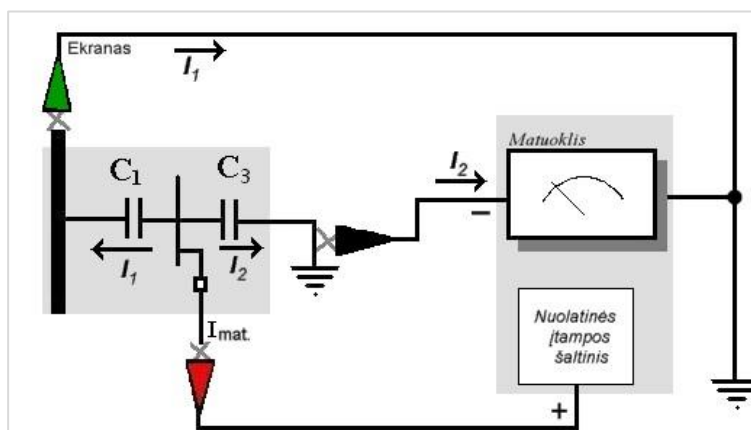 Ekranas
I₁
Matuoklis
I₂
−
C₁
C₃
I₁
I₂
Imat.
Nuolatinės
įtampos
šaltinis
+